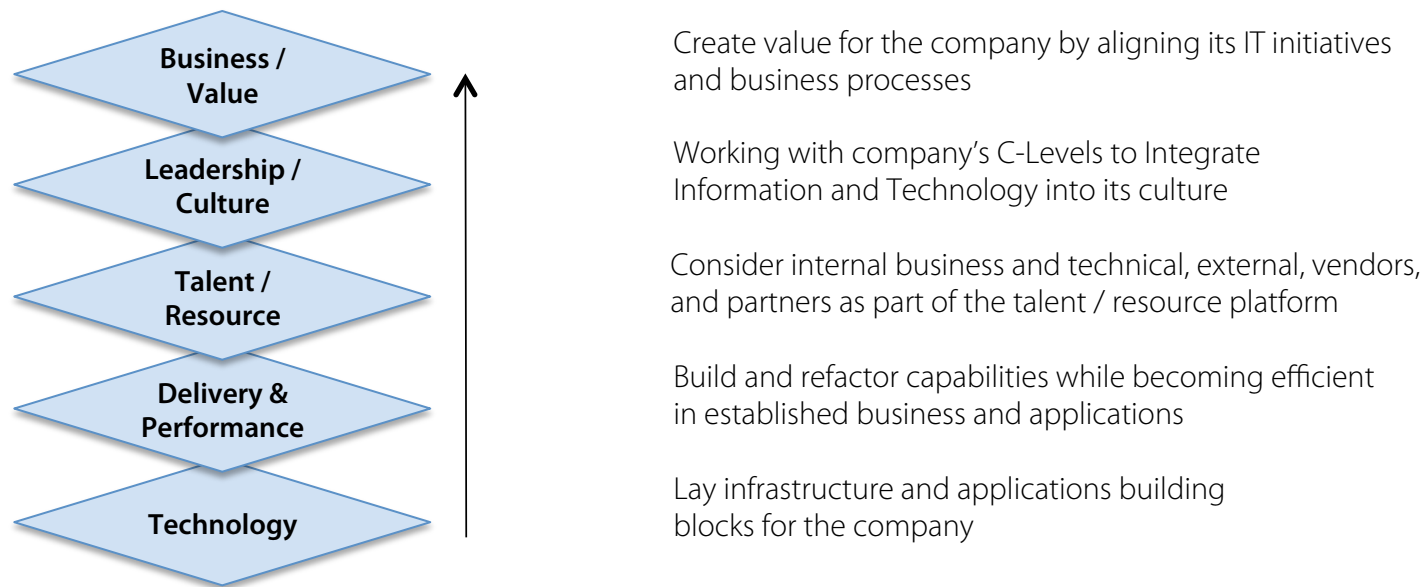 Business /
Value
Create value for the company by aligning its IT initiatives
and business processes
Leadership /
Culture
Working with company’s C-Levels to Integrate
Information and Technology into its culture
Talent /
Resource
Consider internal business and technical, external, vendors,
and partners as part of the talent / resource platform
Delivery &
Performance
Build and refactor capabilities while becoming efficient
in established business and applications
Technology
Lay infrastructure and applications building
blocks for the company